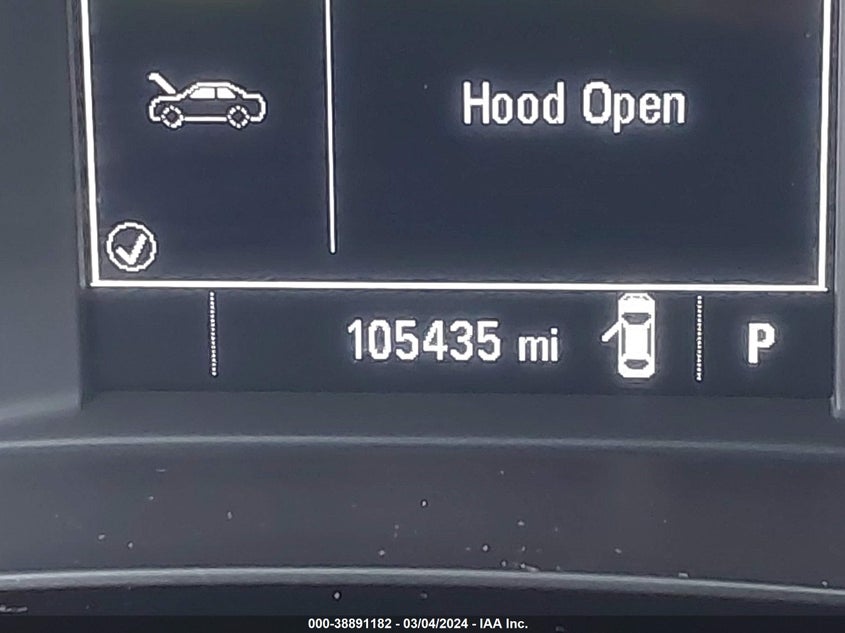 Hood Open
105435 mi
P
000-38891182 - 03/04/2024 - IAA Inc.